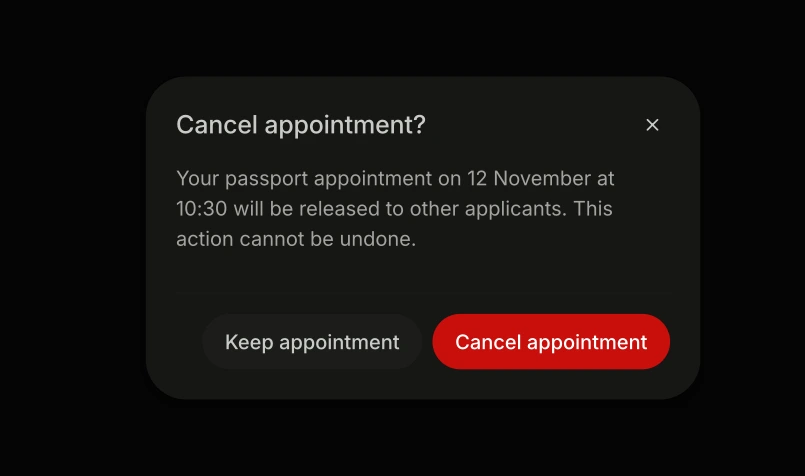 Cancel appointment?
Your passport appointment on 12 November at
10:30 will be released to other applicants. This
action cannot be undone.
Keep appointment
Cancel appointment